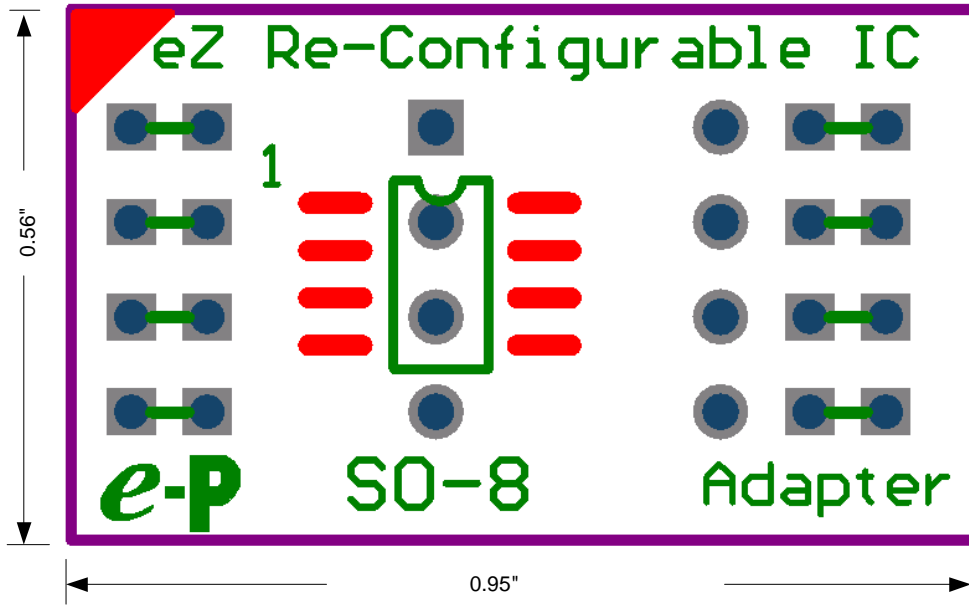 eZ Re-Configurable IC
1
0.56"
e-P
SO-8
Adapter
0.95"